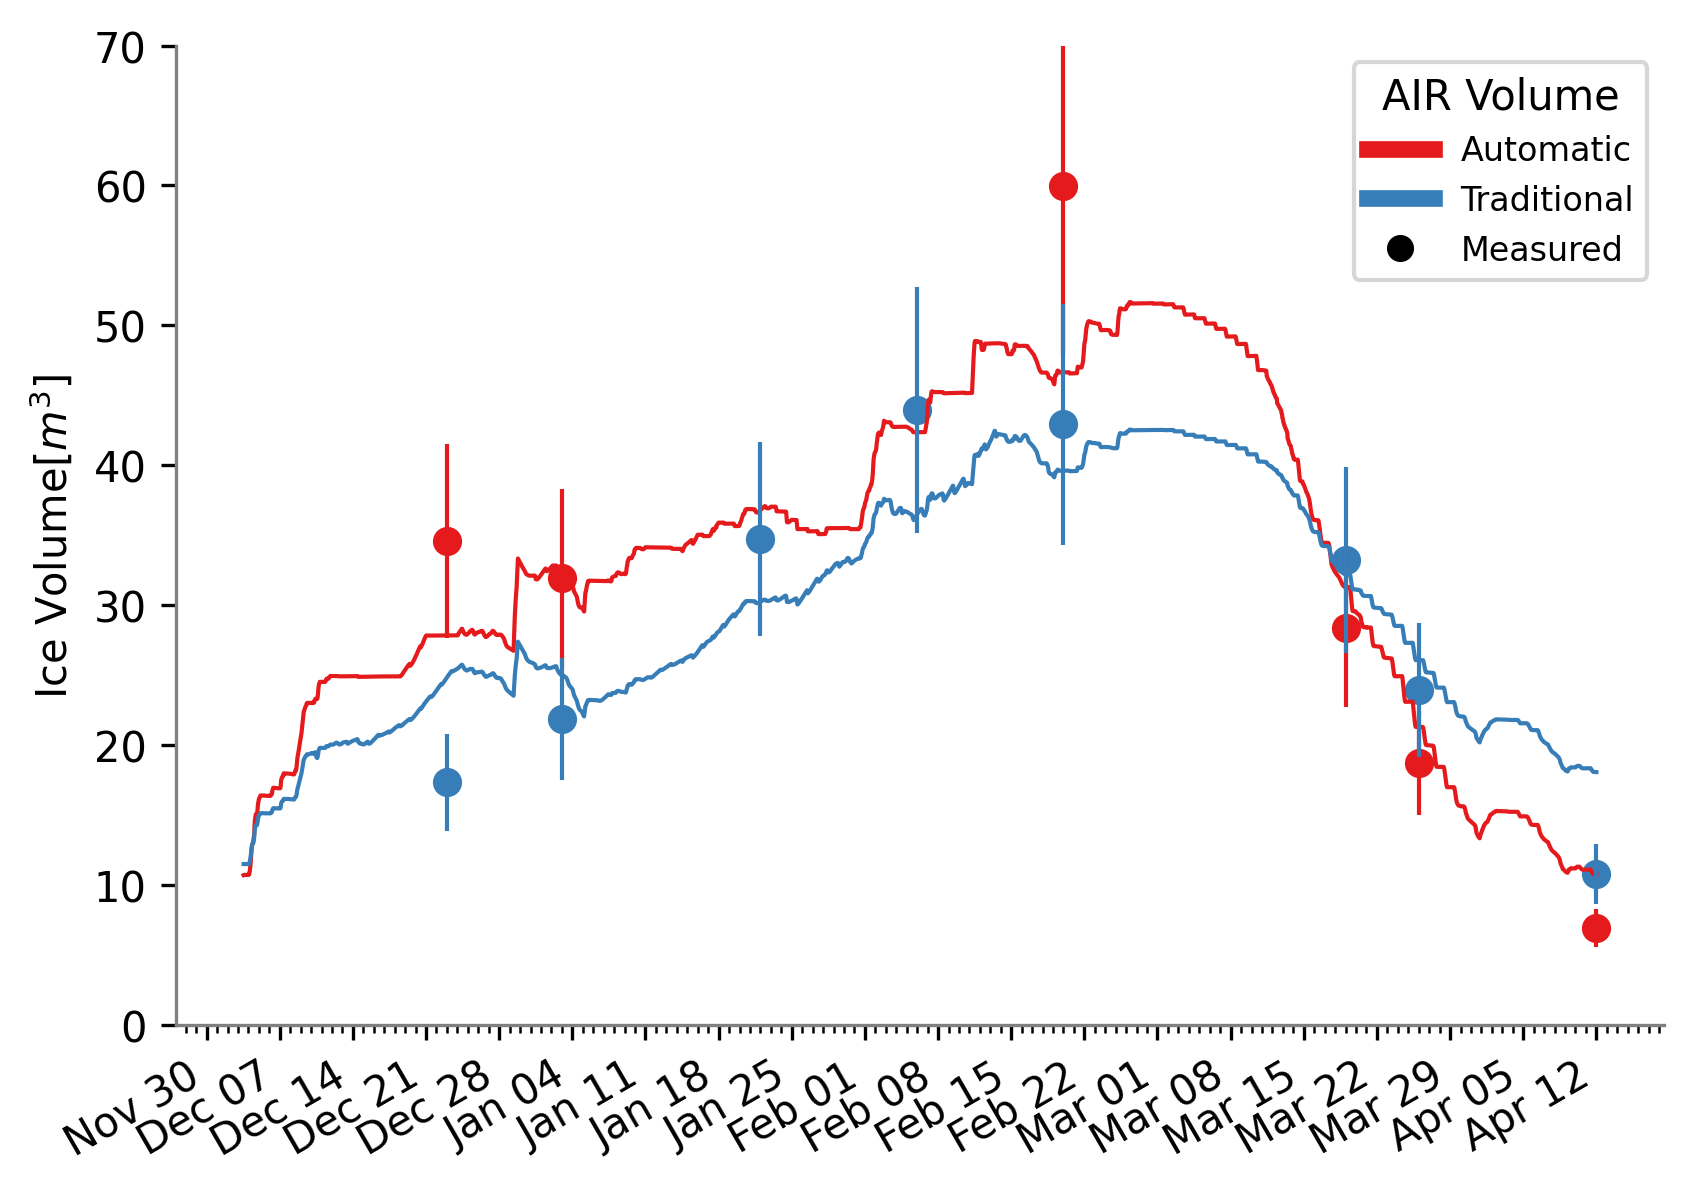 70
60
50
40
30
20
10
0
Ice Volume[m³]
AIR Volume
Automatic
Traditional
Measured
Nov 30
Dec 07
Dec 14
Dec 21
Dec 28
Jan 04
Jan 11
Jan 18
Jan 25
Feb 01
Feb 08
Feb 15
Feb 22
Mar 01
Mar 08
Mar 15
Mar 22
Mar 29
Apr 05
Apr 12